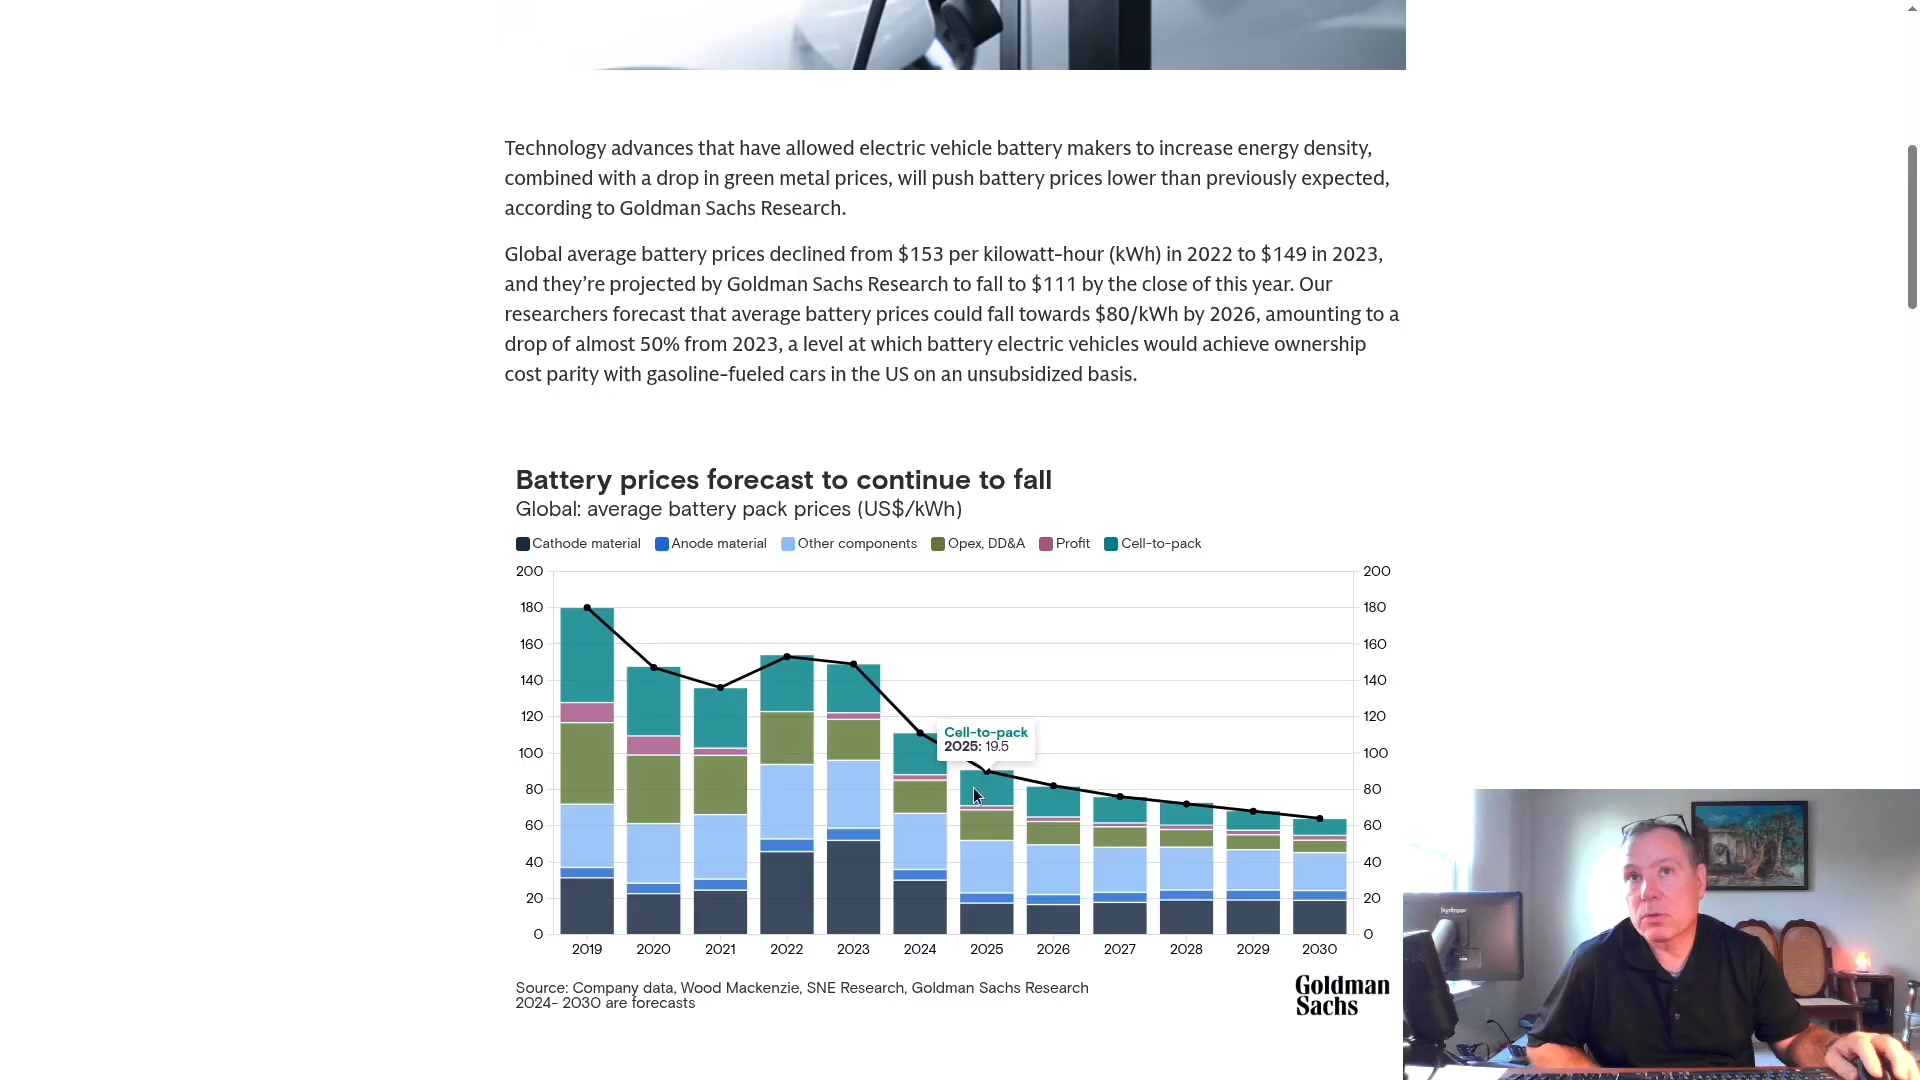 Technology advances that have allowed electric vehicle battery makers to increase energy density,
combined with a drop in green metal prices, will push battery prices lower than previously expected,
according to Goldman Sachs Research.
Global average battery prices declined from $153 per kilowatt-hour (kWh) in 2022 to $149 in 2023,
and they’re projected by Goldman Sachs Research to fall to $111 by the close of this year. Our
researchers forecast that average battery prices could fall towards $80/kWh by 2026, amounting to a
drop of almost 50% from 2023, a level at which battery electric vehicles would achieve ownership
cost parity with gasoline-fueled cars in the US on an unsubsidized basis.
Battery prices forecast to continue to fall
Global: average battery pack prices (US$/kWh)
Cathode material Anode material Other components Opex, DD&A Profit Cell-to-pack
200 200
180 180
160 160
140 140
120 120
Cell-to-pack
2025: 19.5
100 100
80 80
60 60
40 40
20 20
0 0
2019 2020 2021 2022 2023 2024 2025 2026 2027 2028 2029 2030
Source: Company data, Wood Mackenzie, SNE Research, Goldman Sachs Research
2024- 2030 are forecasts
Goldman
Sachs